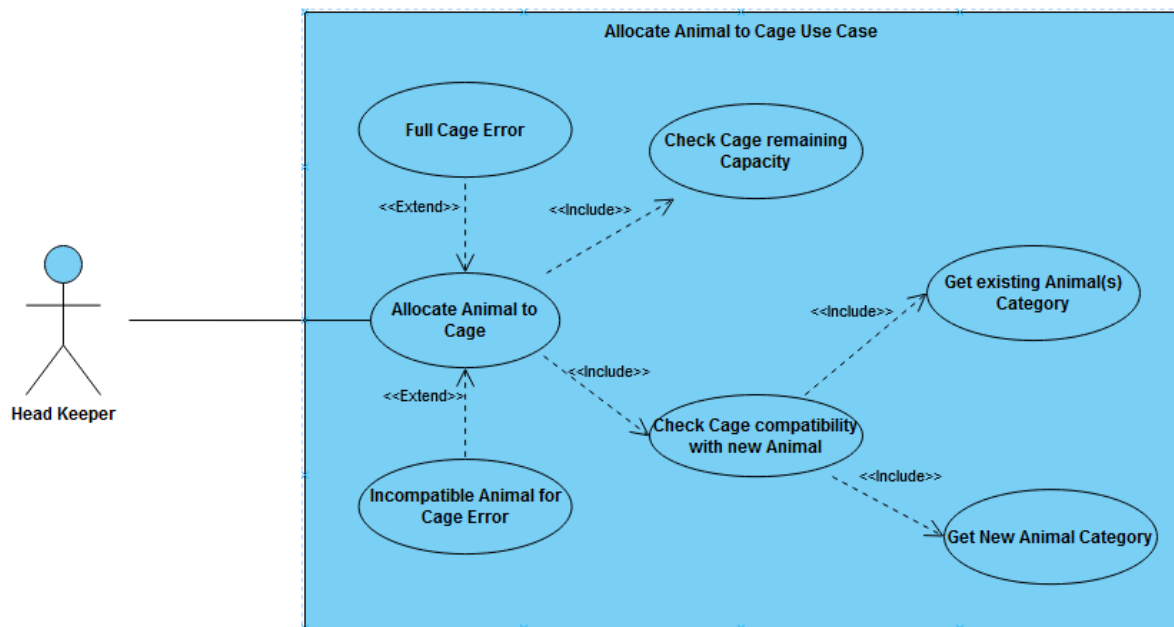 Allocate Animal to Cage Use Case
Full Cage Error
Check Cage remaining
Capacity
<<Extend>>
<<Include>>
Allocate Animal to
Cage
Get existing Animal(s)
Category
<<Include>>
<<Include>>
<<Extend>>
Head Keeper
Check Cage compatibility
with new Animal
<<Include>>
Incompatible Animal for
Cage Error
Get New Animal Category